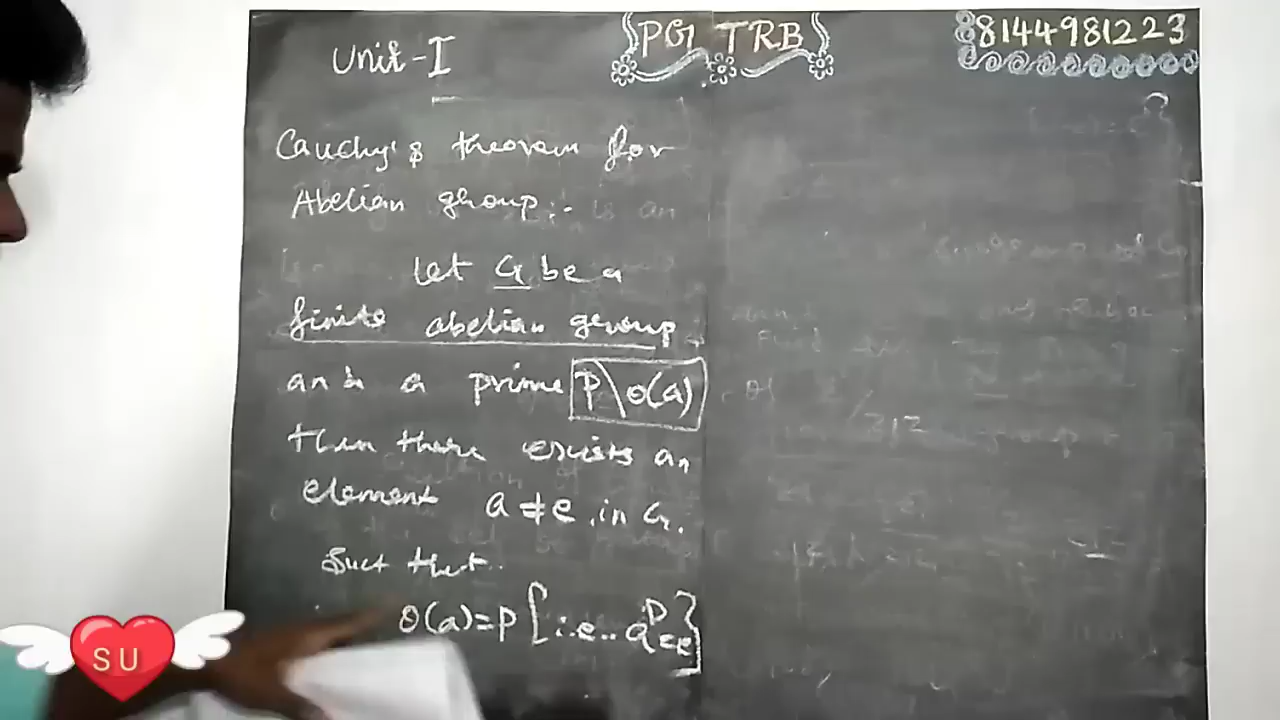 Unit-I
PG TRB
8144981223
Cauchy's theorem for
Abelian group:-
Let G be a
finite abelian group
and a prime p\o(a)
then there exists an
element a≠e in G.
Such that
o(a)=p [i.e.. a^p=e]
SU